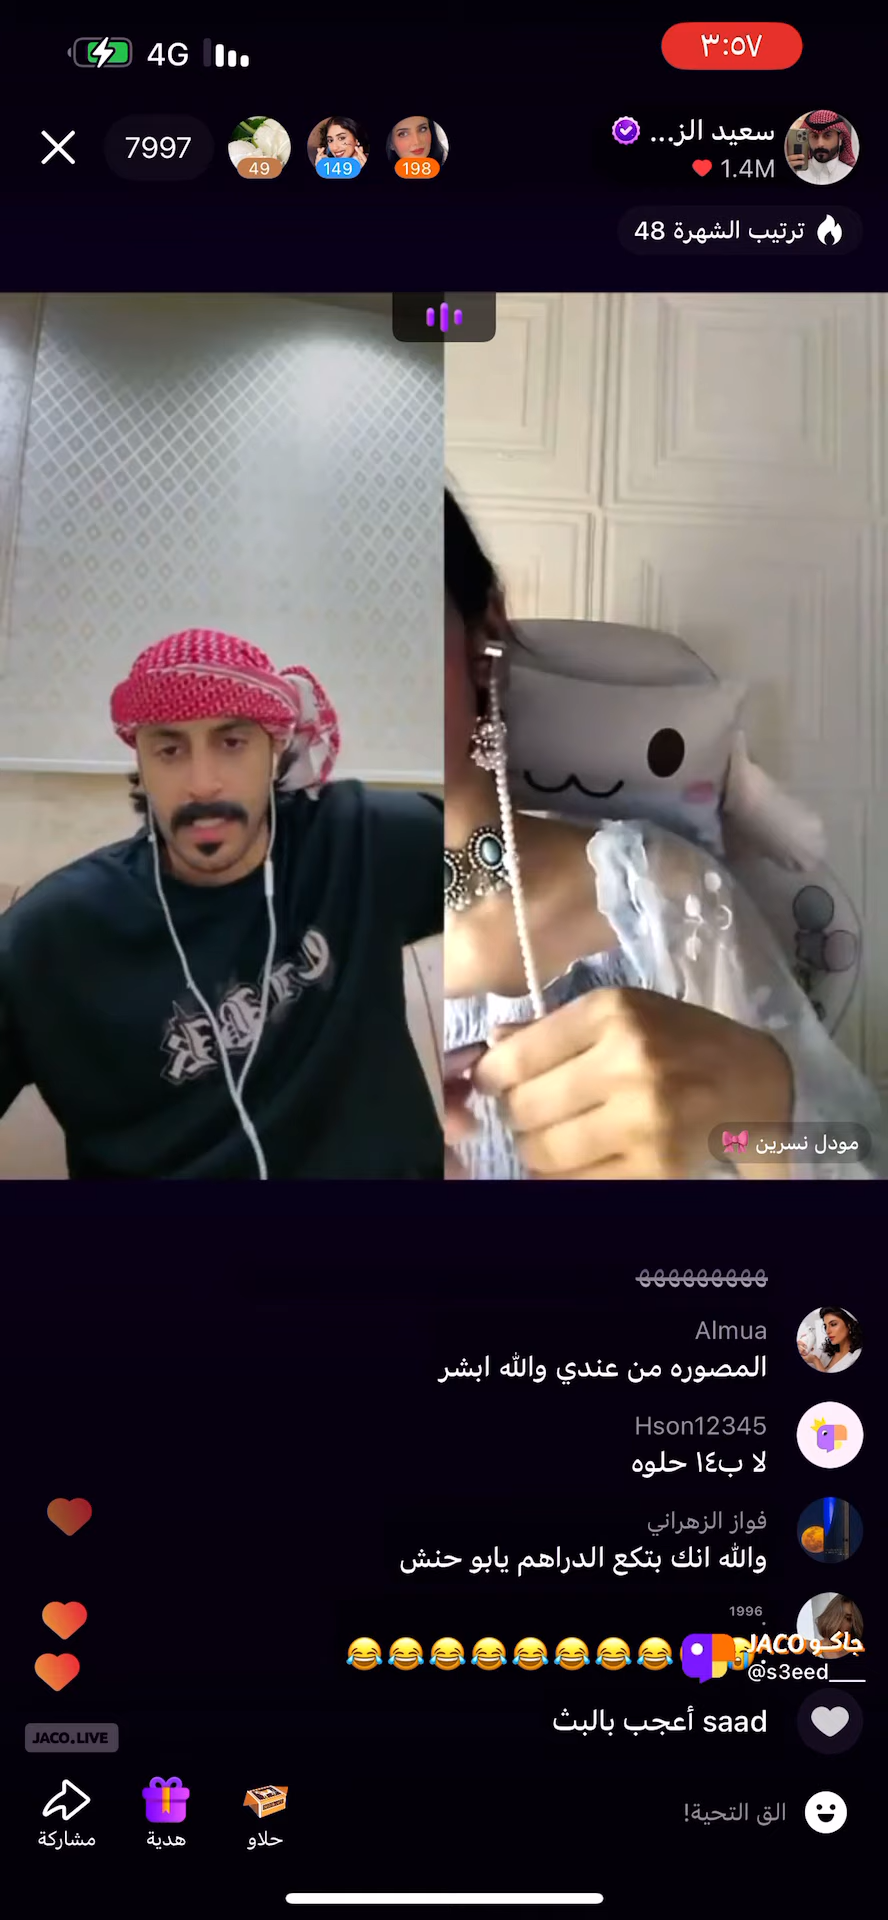 ٣:٥٧
4G
سعيد الز...
1.4M
198
149
49
7997
ترتيب الشهرة 48
مودل نسرين
Almua
المصوره من عندي والله ابشر
Hson12345
لا ب١٤ حلوه
فواز الزهراني
والله انك بتكع الدراهم يابو حنش
1996
JACO جاكو
@s3eed____
saad أعجب بالبث
JACO.LIVE
الق التحية!
حلاو
هدية
مشاركة